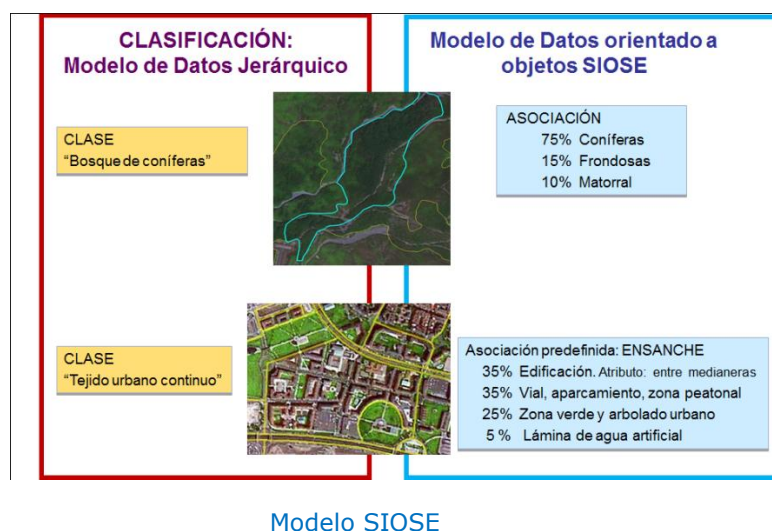 CLASIFICACIÓN:
Modelo de Datos Jerárquico
Modelo de Datos orientado a
objetos SIOSE
CLASE
“Bosque de coníferas”
ASOCIACIÓN
75% Coníferas
15% Frondosas
10% Matorral
CLASE
“Tejido urbano continuo”
Asociación predefinida: ENSANCHE
35% Edificación. Atributo: entre medianeras
35% Vial, aparcamiento, zona peatonal
25% Zona verde y arbolado urbano
5 % Lámina de agua artificial
Modelo SIOSE